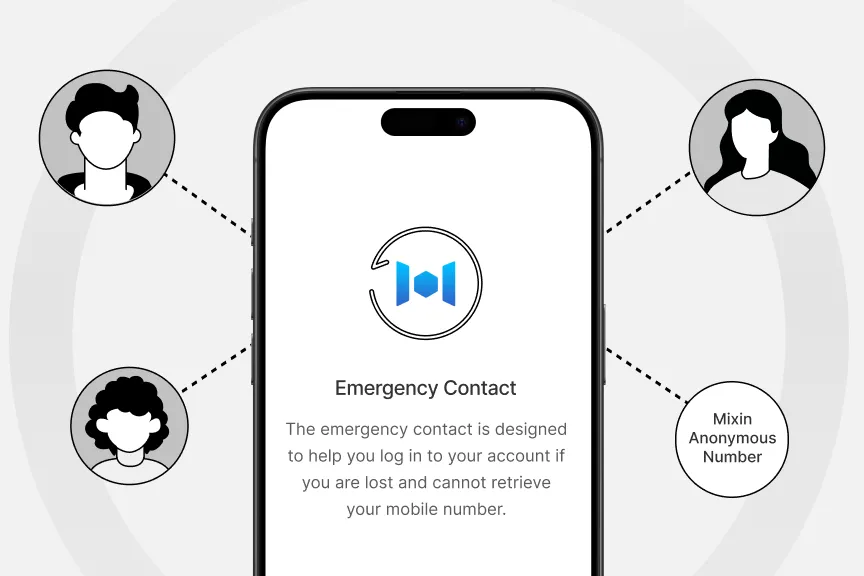 Emergency Contact
The emergency contact is designed
to help you log in to your account if
you are lost and cannot retrieve
your mobile number.
Mixin
Anonymous
Number